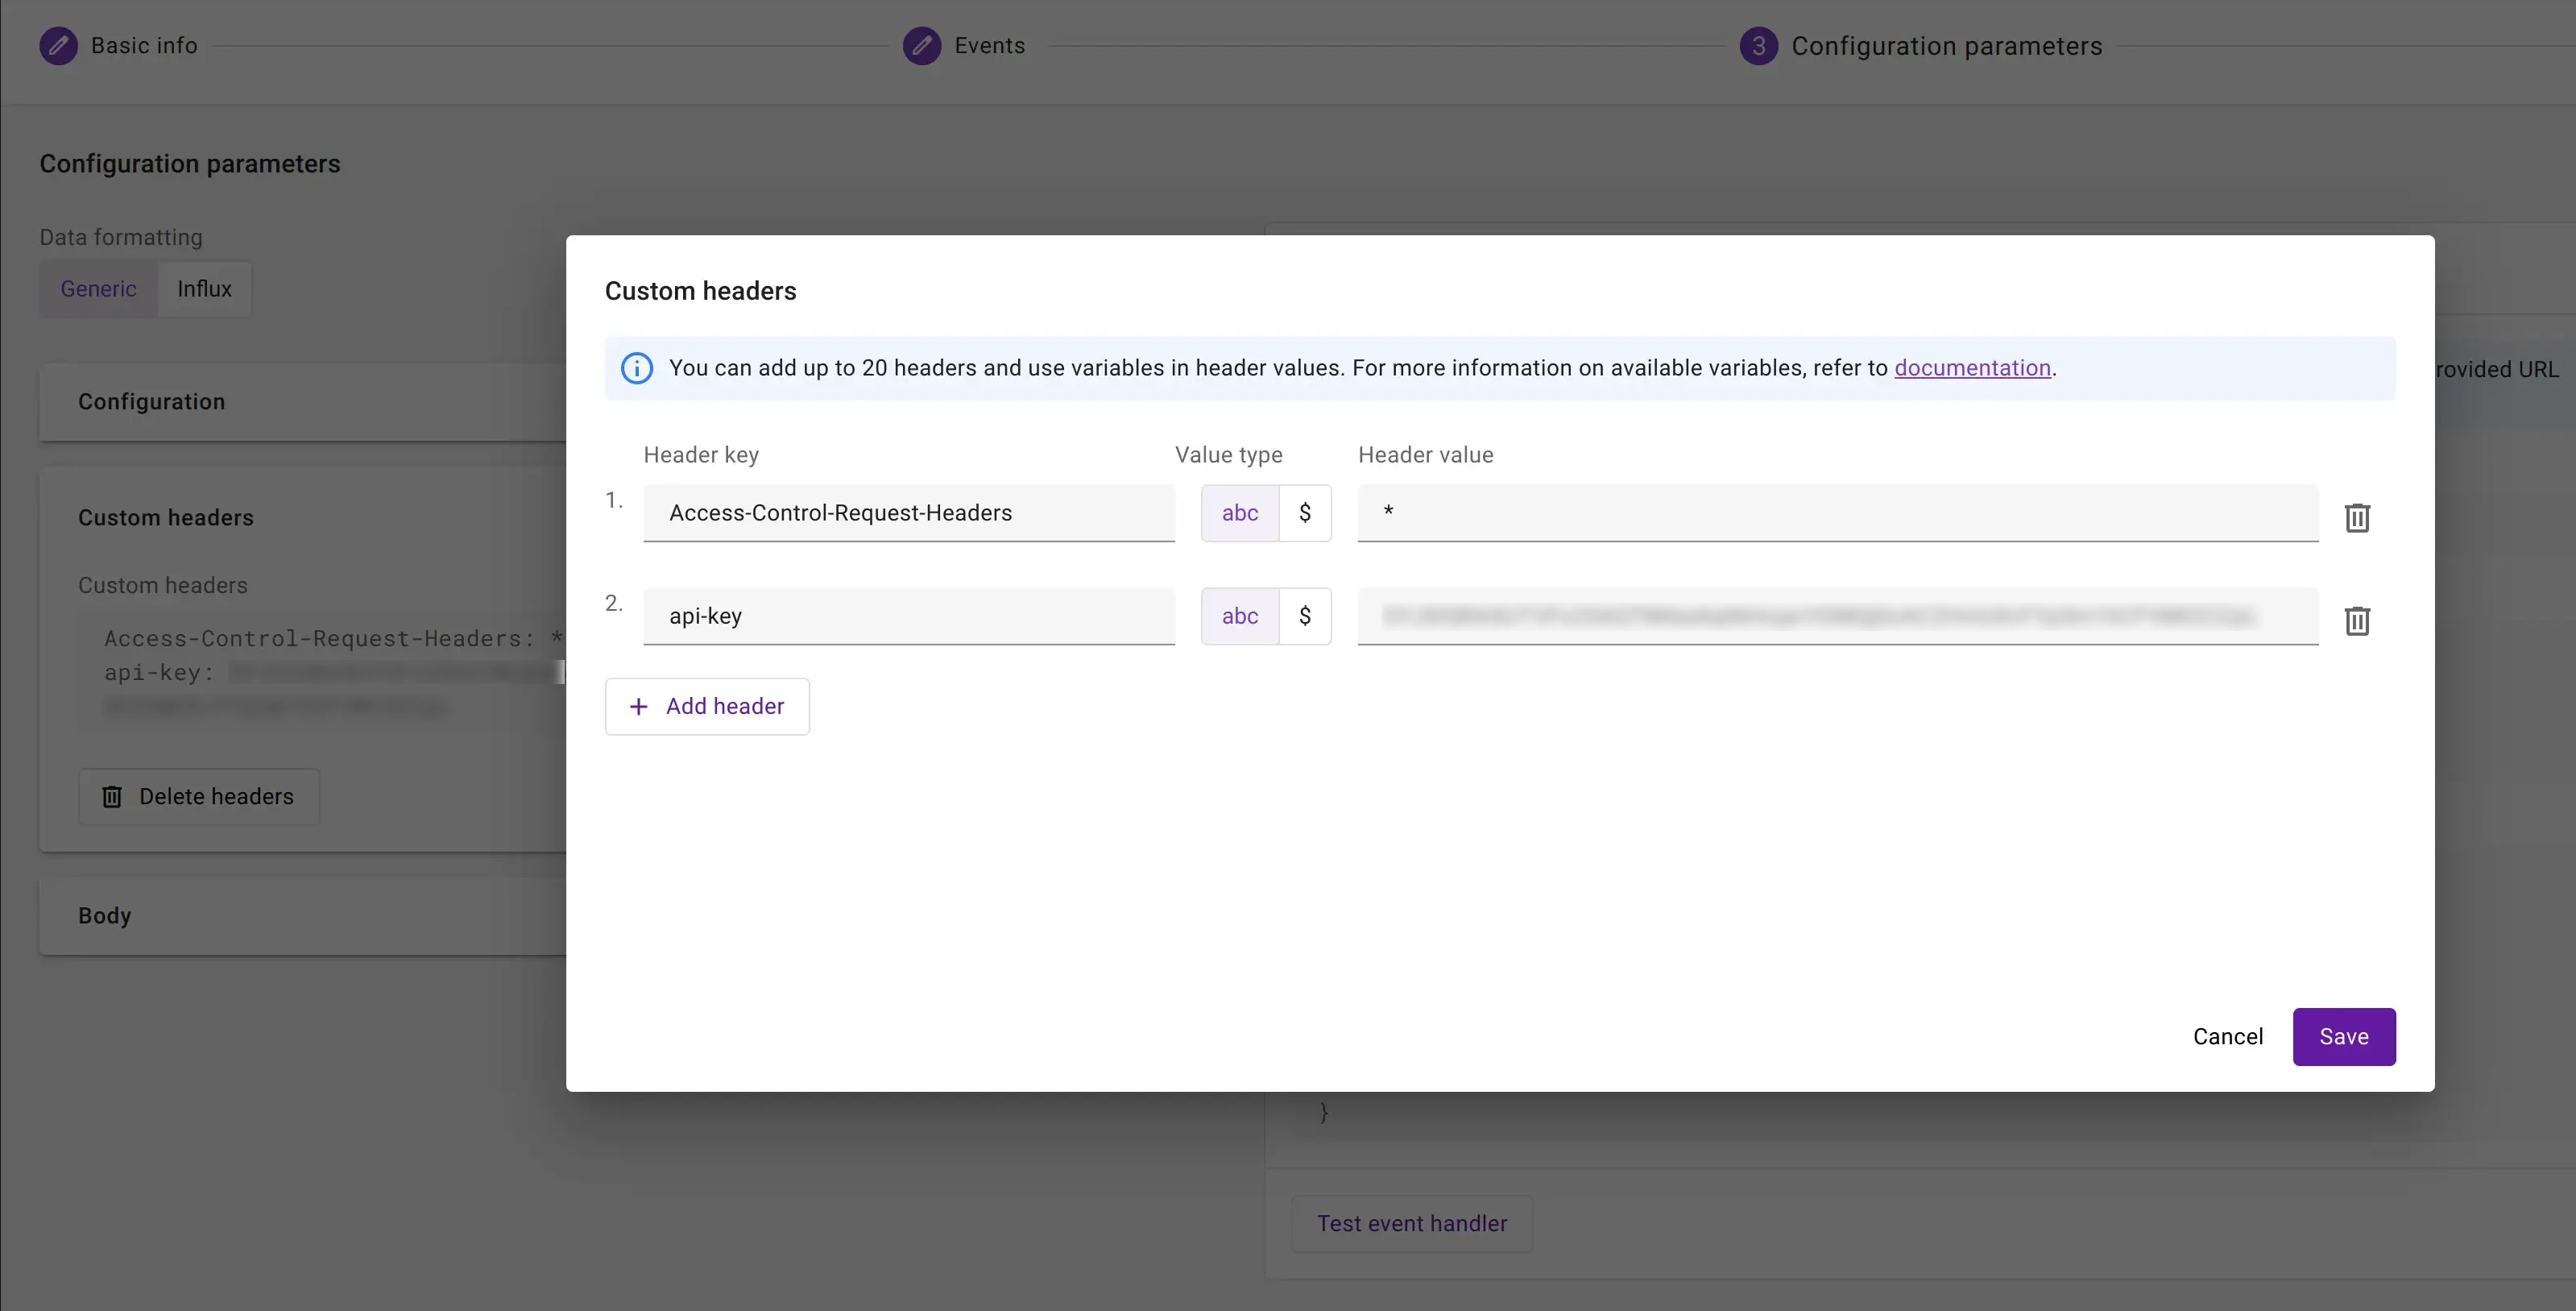 Basic info
Events
3 Configuration parameters
Configuration parameters
Data formatting
Generic
Influx
Configuration
Custom headers
Custom headers
Access-Control-Request-Headers: *
api-key:
Delete headers
Body
Custom headers
You can add up to 20 headers and use variables in header values. For more information on available variables, refer to documentation.
Header key Value type Header value
1. Access-Control-Request-Headers abc $ *
2. api-key abc $
+ Add header
Cancel Save
rovided URL
}
Test event handler